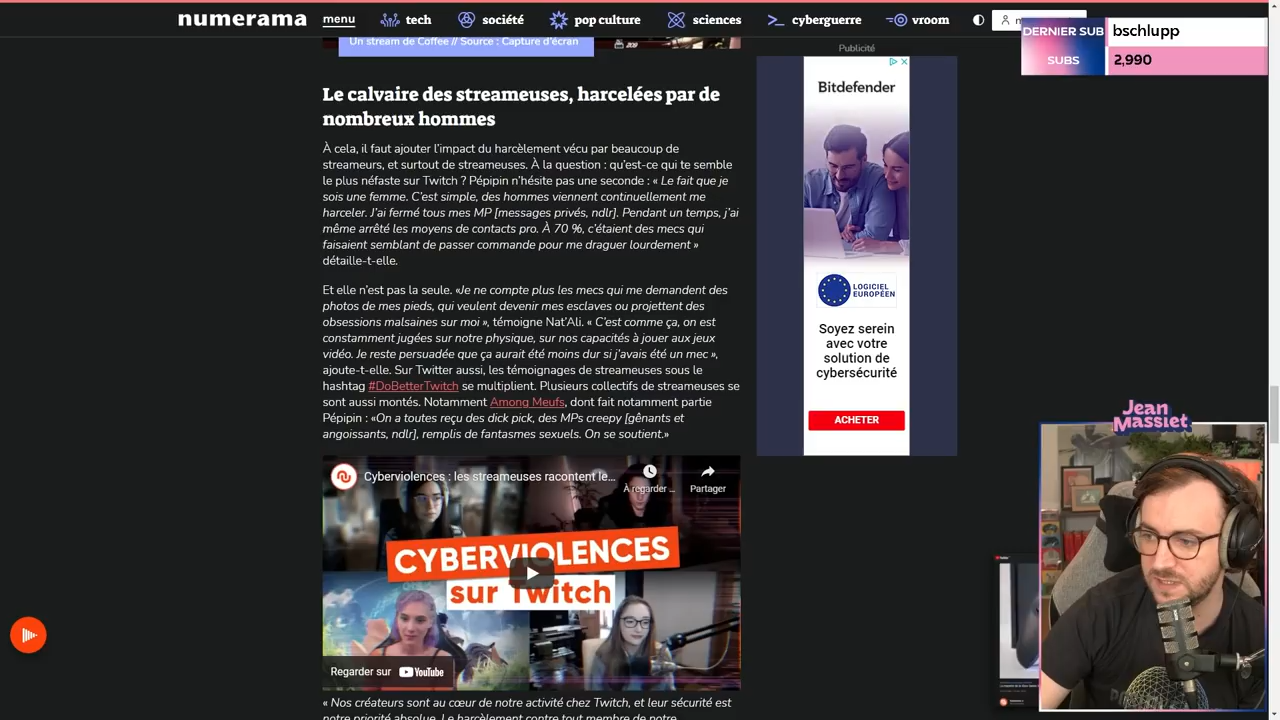 numerama
menu
tech
société
pop culture
sciences
cyberguerre
vroom
DERNIER SUB
bschlupp
SUBS
2,990
Un stream de Coffee // Source : Capture d'écran
Publicité
Le calvaire des streameuses, harcelées par de
nombreux hommes
À cela, il faut ajouter l'impact du harcèlement vécu par beaucoup de
streameurs, et surtout de streameuses. À la question : qu'est-ce qui te semble
le plus néfaste sur Twitch ? Pépipin n'hésite pas une seconde : « Le fait que je
sois une femme. C'est simple, des hommes viennent continuellement me
harceler. J'ai fermé tous mes MP [messages privés, ndlr]. Pendant un temps, j'ai
même arrêté les moyens de contacts pro. À 70 %, c'étaient des mecs qui
faisaient semblant de passer commande pour me draguer lourdement »
détaille-t-elle.
Et elle n'est pas la seule. «Je ne compte plus les mecs qui me demandent des
photos de mes pieds, qui veulent devenir mes esclaves ou projettent des
obsessions malsaines sur moi », témoigne Nat'Ali. « C'est comme ça, on est
constamment jugées sur notre physique, sur nos capacités à jouer aux jeux
vidéo. Je reste persuadée que ça aurait été moins dur si j'avais été un mec »,
ajoute-t-elle. Sur Twitter aussi, les témoignages de streameuses sous le
hashtag #DoBetterTwitch se multiplient. Plusieurs collectifs de streameuses se
sont aussi montés. Notamment Among Meufs, dont fait notamment partie
Pépipin : «On a toutes reçu des dick pick, des MPs creepy [gênants et
angoissants, ndlr], remplis de fantasmes sexuels. On se soutient.»
Bitdefender
LOGICIEL
EUROPÉEN
Soyez serein
avec votre
solution de
cybersécurité
ACHETER
Cyberviolences : les streameuses racontent le...
À regarder ...
Partager
CYBERVIOLENCES
sur Twitch
Regarder sur YouTube
« Nos créateurs sont au cœur de notre activité chez Twitch, et leur sécurité est
notre priorité absolue. Le harcèlement contre tout membre de notre
Jean
Massiet